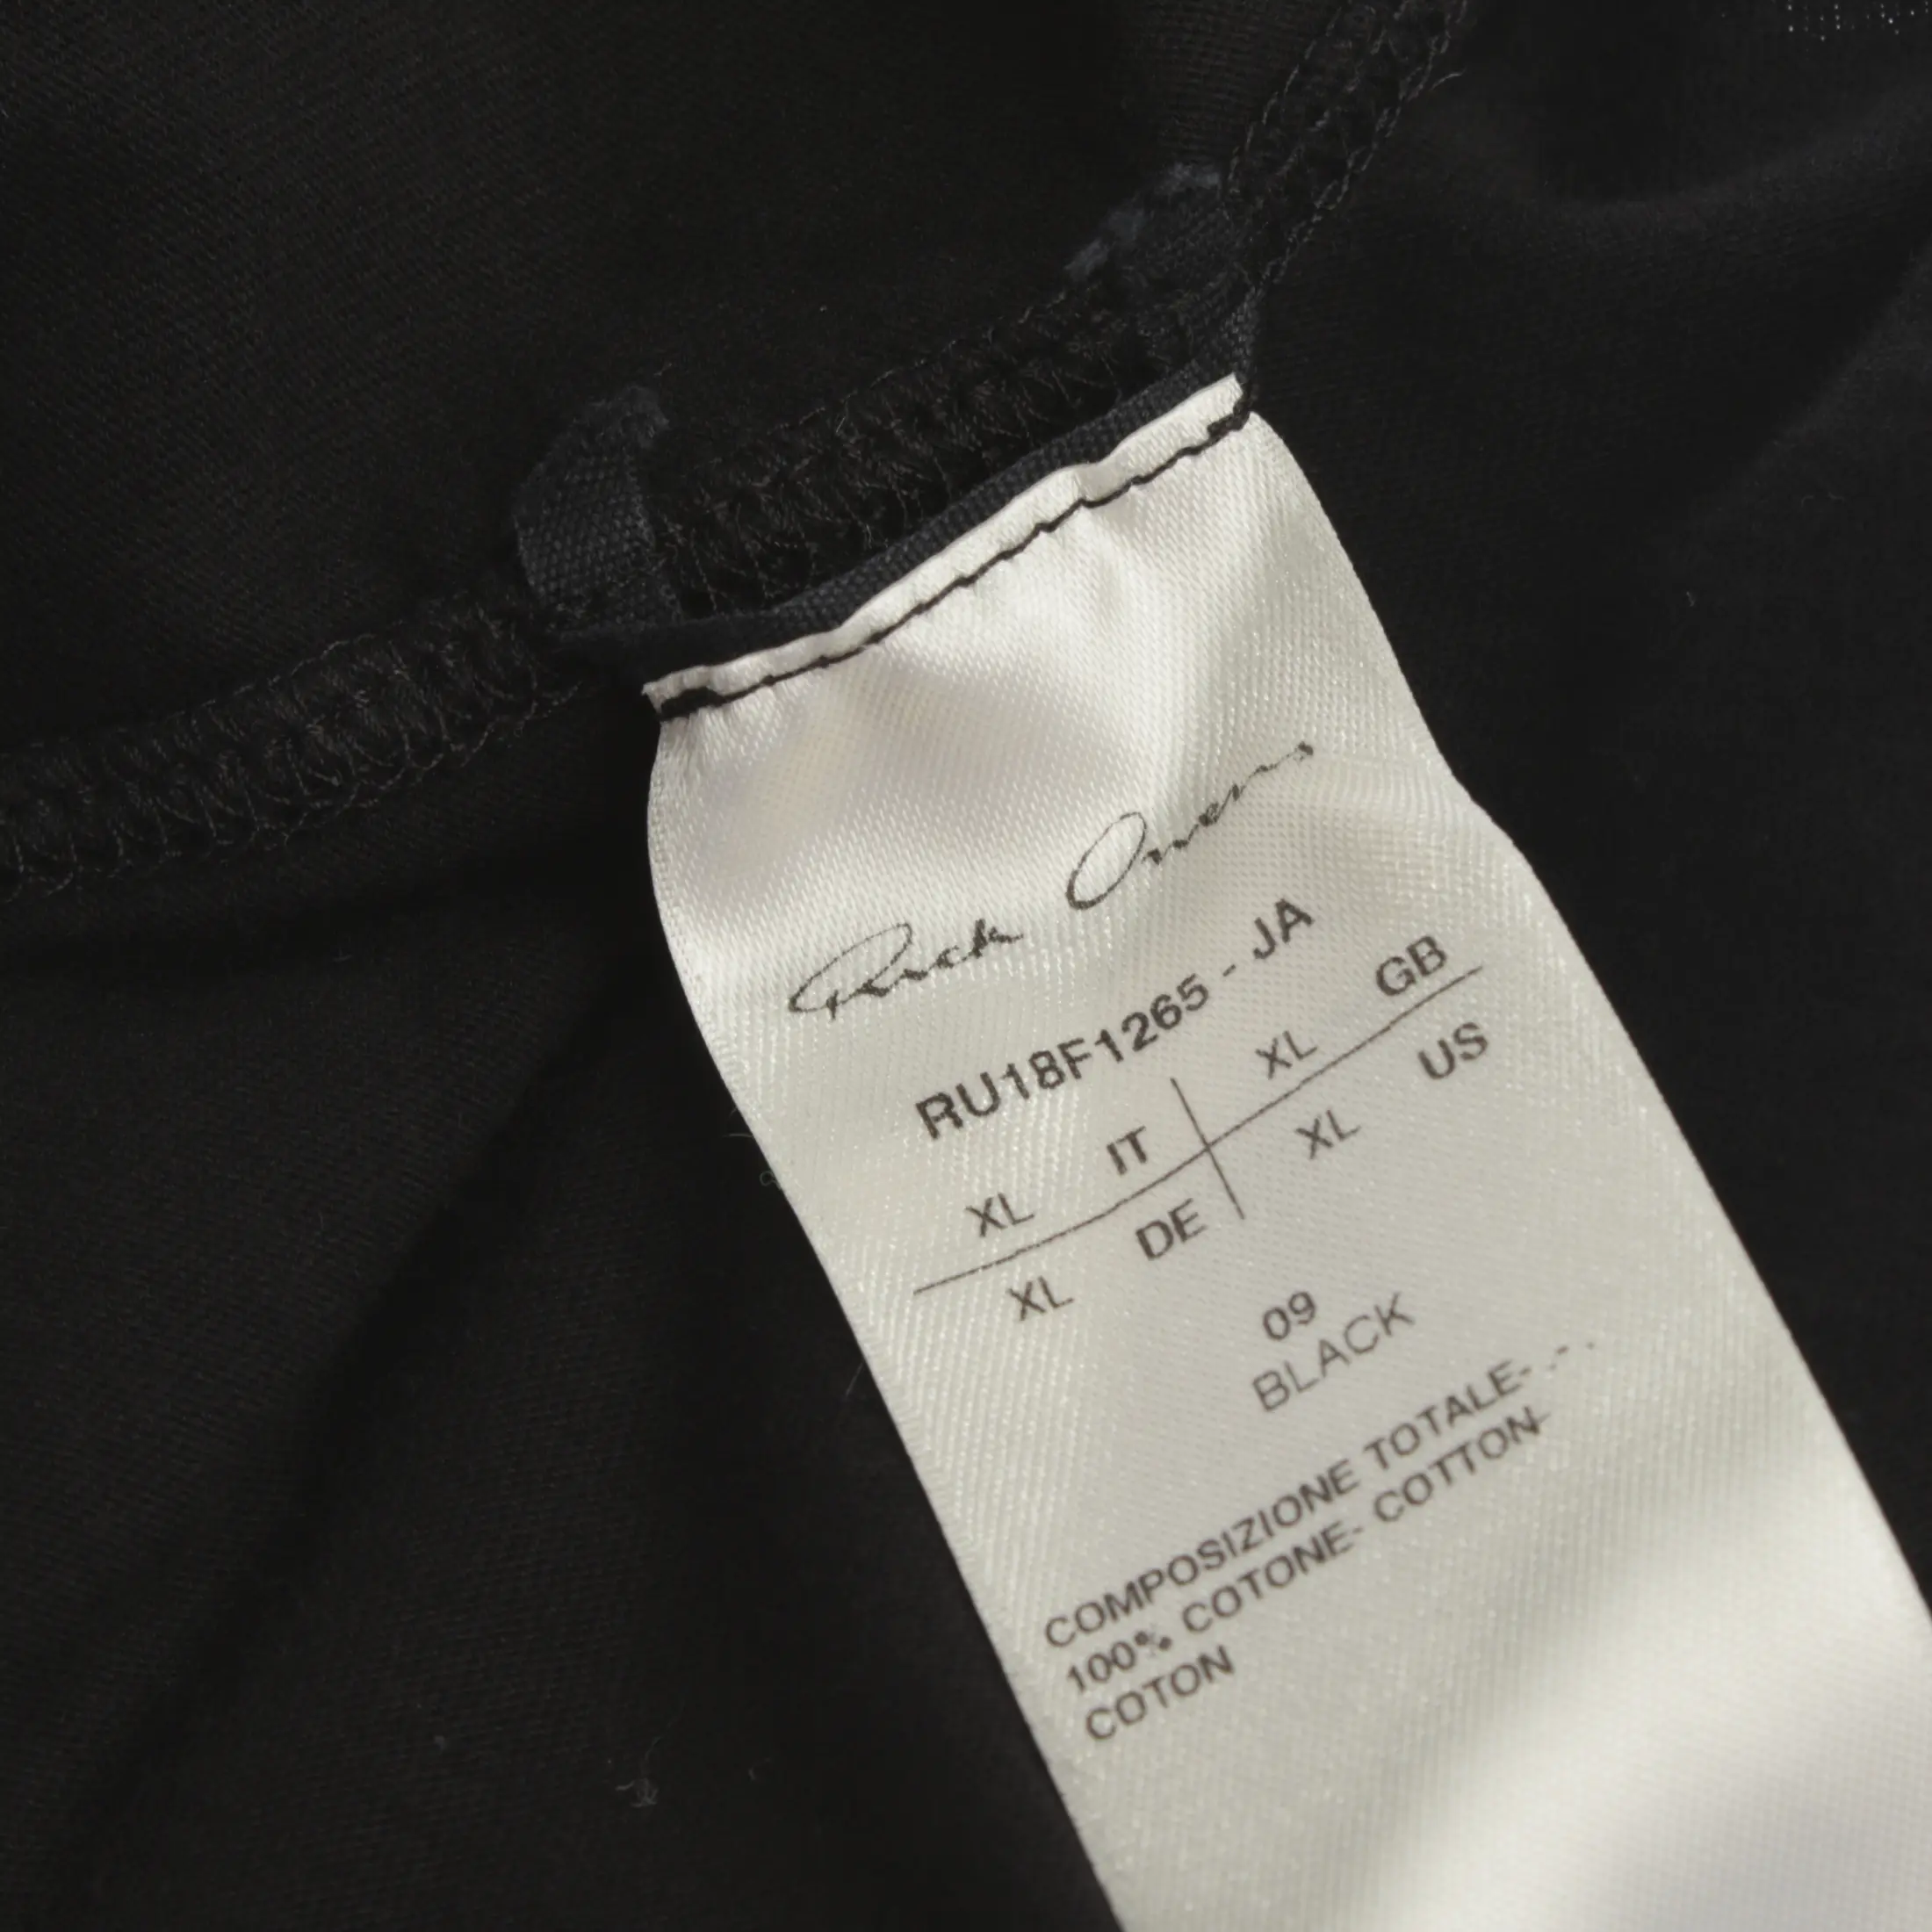 Rick Owens
RU18F1265 - JA
XL IT XL GB
XL DE XL US
09
BLACK
COMPOSIZIONE TOTALE- .- .
100% COTONE- COTTON-
COTON